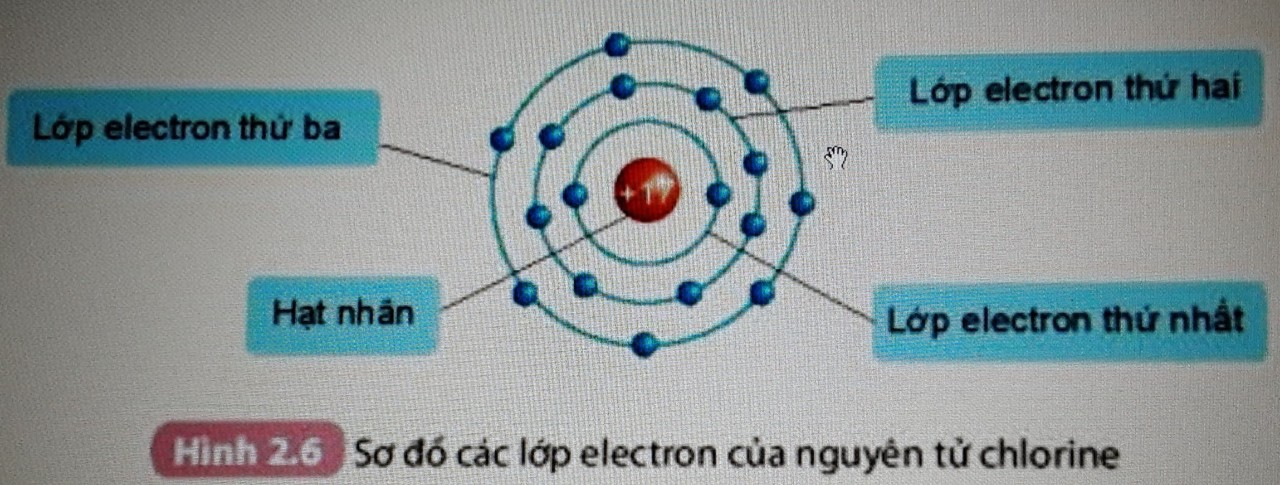 Lớp electron thứ hai
Lớp electron thứ ba
+17
Hạt nhân
Lớp electron thứ nhất
Hình 2.6 Sơ đồ các lớp electron của nguyên tử chlorine